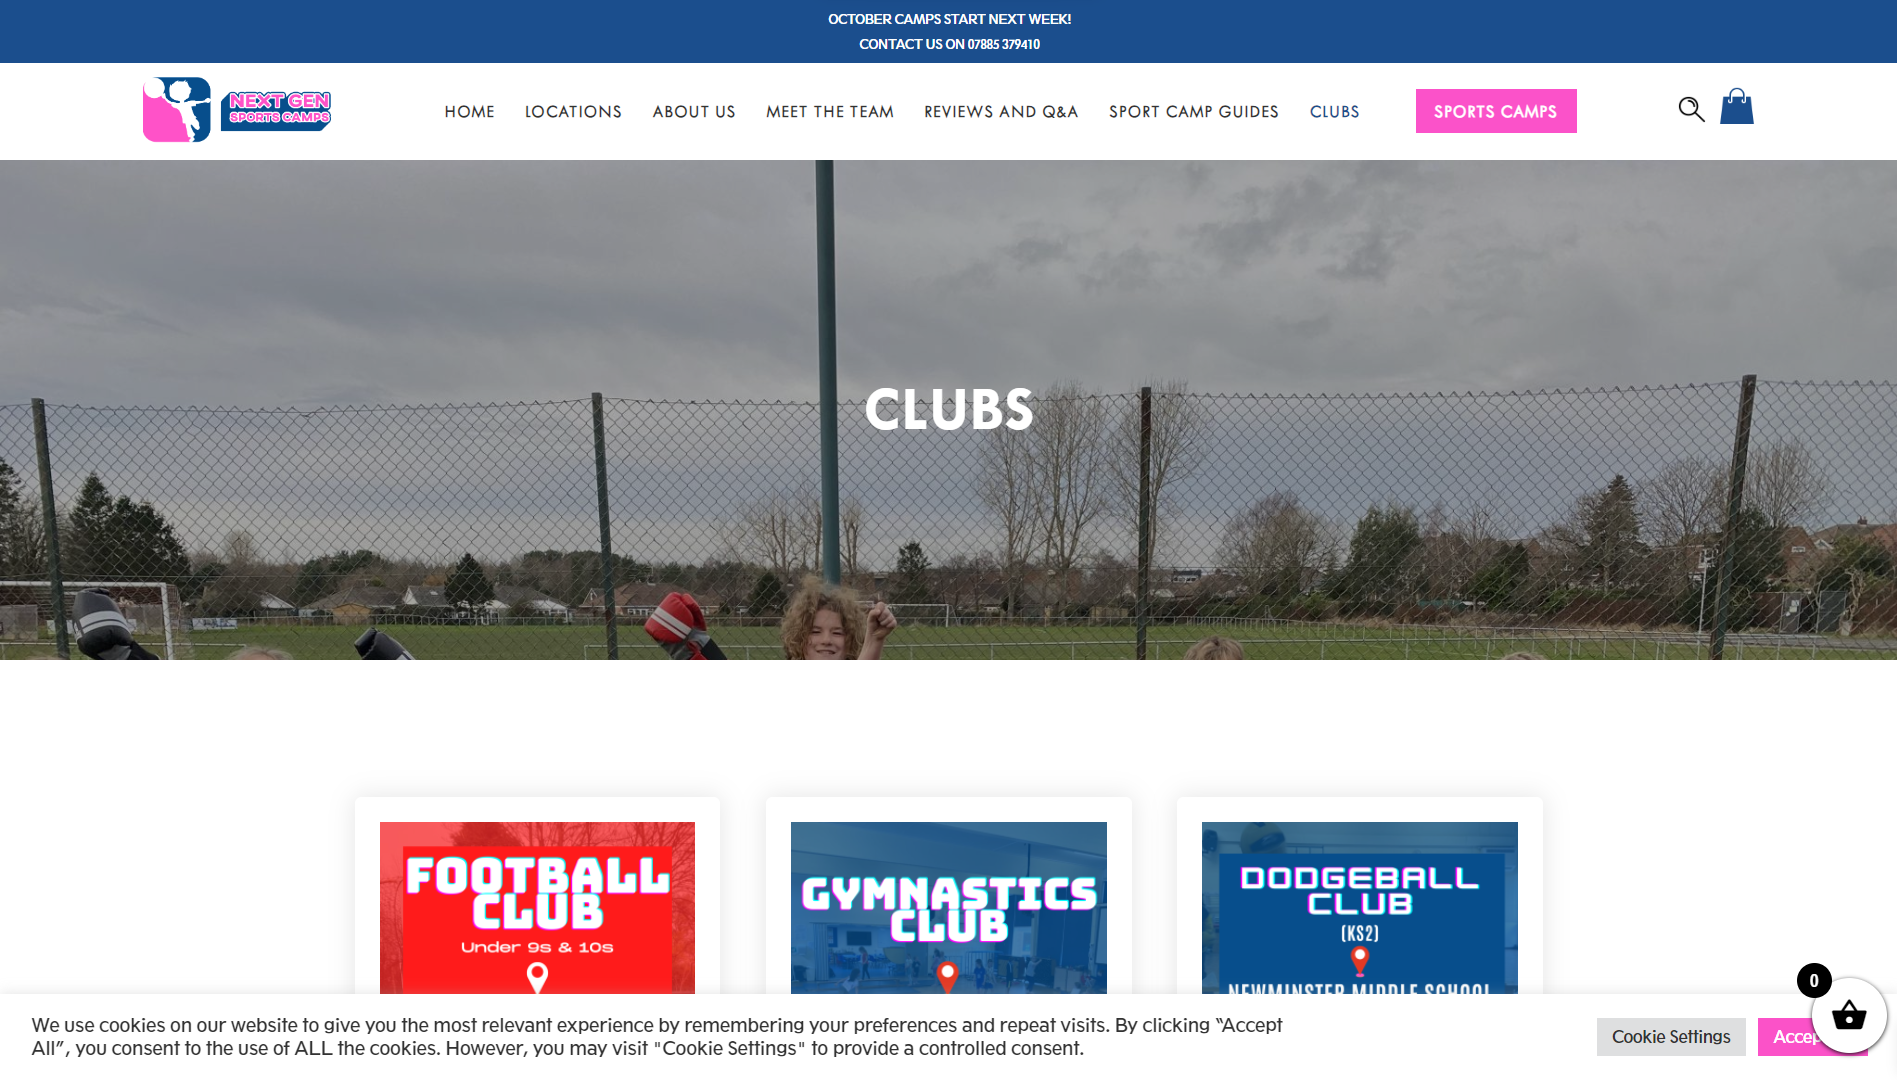 OCTOBER CAMPS START NEXT WEEK!
CONTACT US ON 07885 379410
NEXT GEN
SPORTS CAMPS
HOME
LOCATIONS
ABOUT US
MEET THE TEAM
REVIEWS AND Q&A
SPORT CAMP GUIDES
CLUBS
SPORTS CAMPS
CLUBS
FOOTBALL
CLUB
Under 9s & 10s
GYMNASTICS
CLUB
DODGEBALL
CLUB
(KS2)
NEWMINSTER MIDDLE SCHOOL
0
We use cookies on our website to give you the most relevant experience by remembering your preferences and repeat visits. By clicking “Accept
All”, you consent to the use of ALL the cookies. However, you may visit "Cookie Settings" to provide a controlled consent.
Cookie Settings